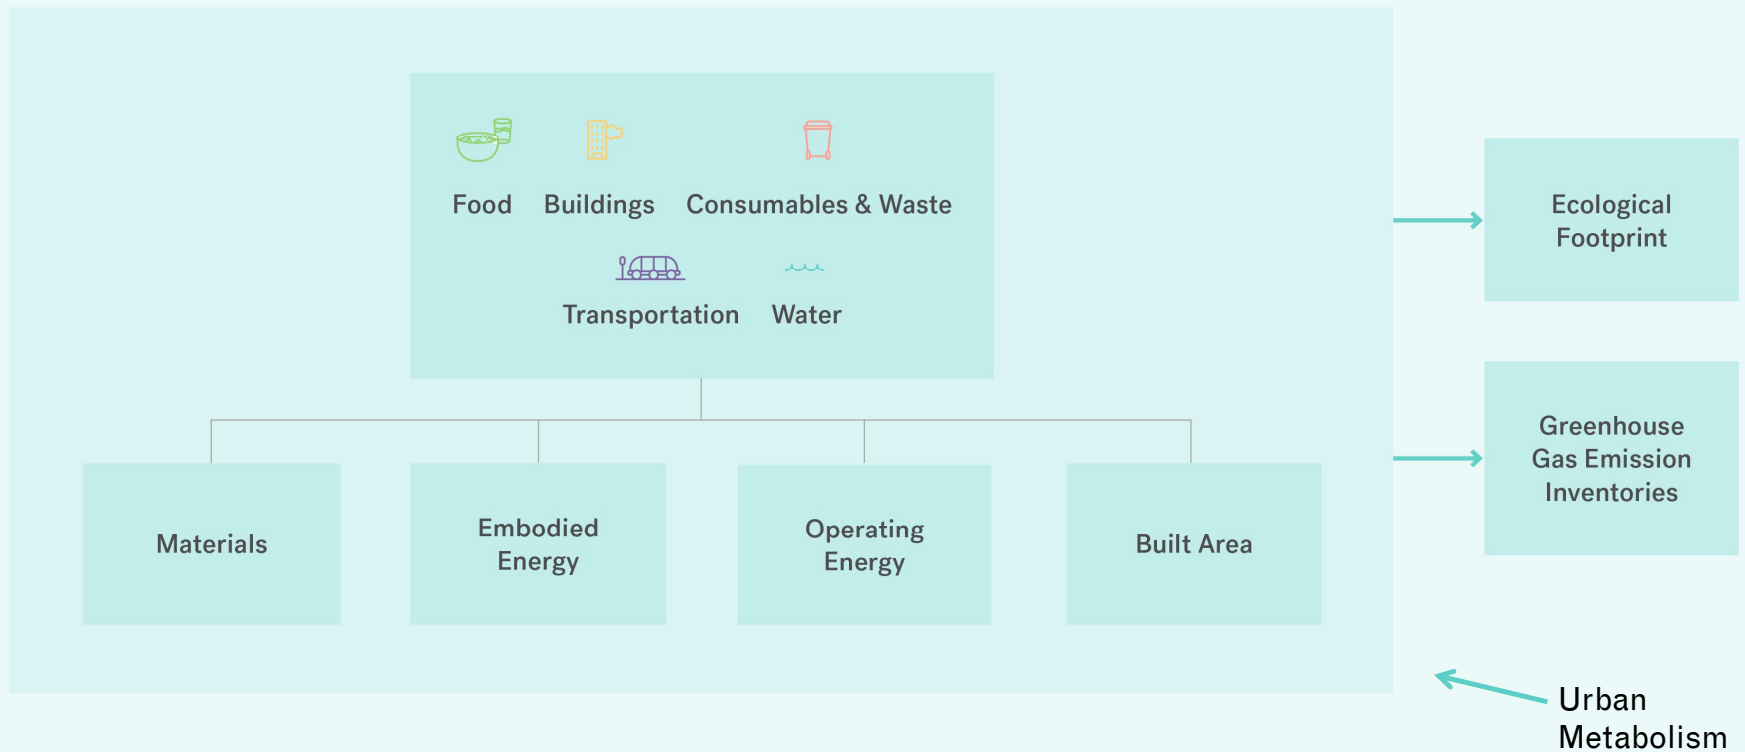 Food Buildings Consumables & Waste
Transportation Water
Materials
Embodied
Energy
Operating
Energy
Built Area
Ecological
Footprint
Greenhouse
Gas Emission
Inventories
Urban
Metabolism